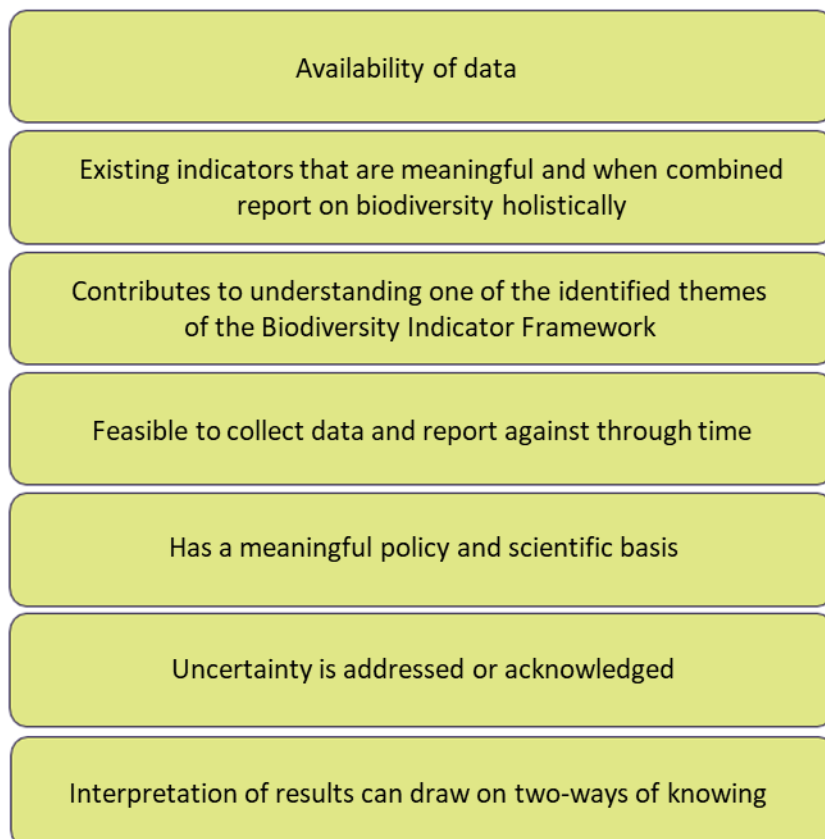 Availability of data
Existing indicators that are meaningful and when combined
report on biodiversity holistically
Contributes to understanding one of the identified themes
of the Biodiversity Indicator Framework
Feasible to collect data and report against through time
Has a meaningful policy and scientific basis
Uncertainty is addressed or acknowledged
Interpretation of results can draw on two-ways of knowing